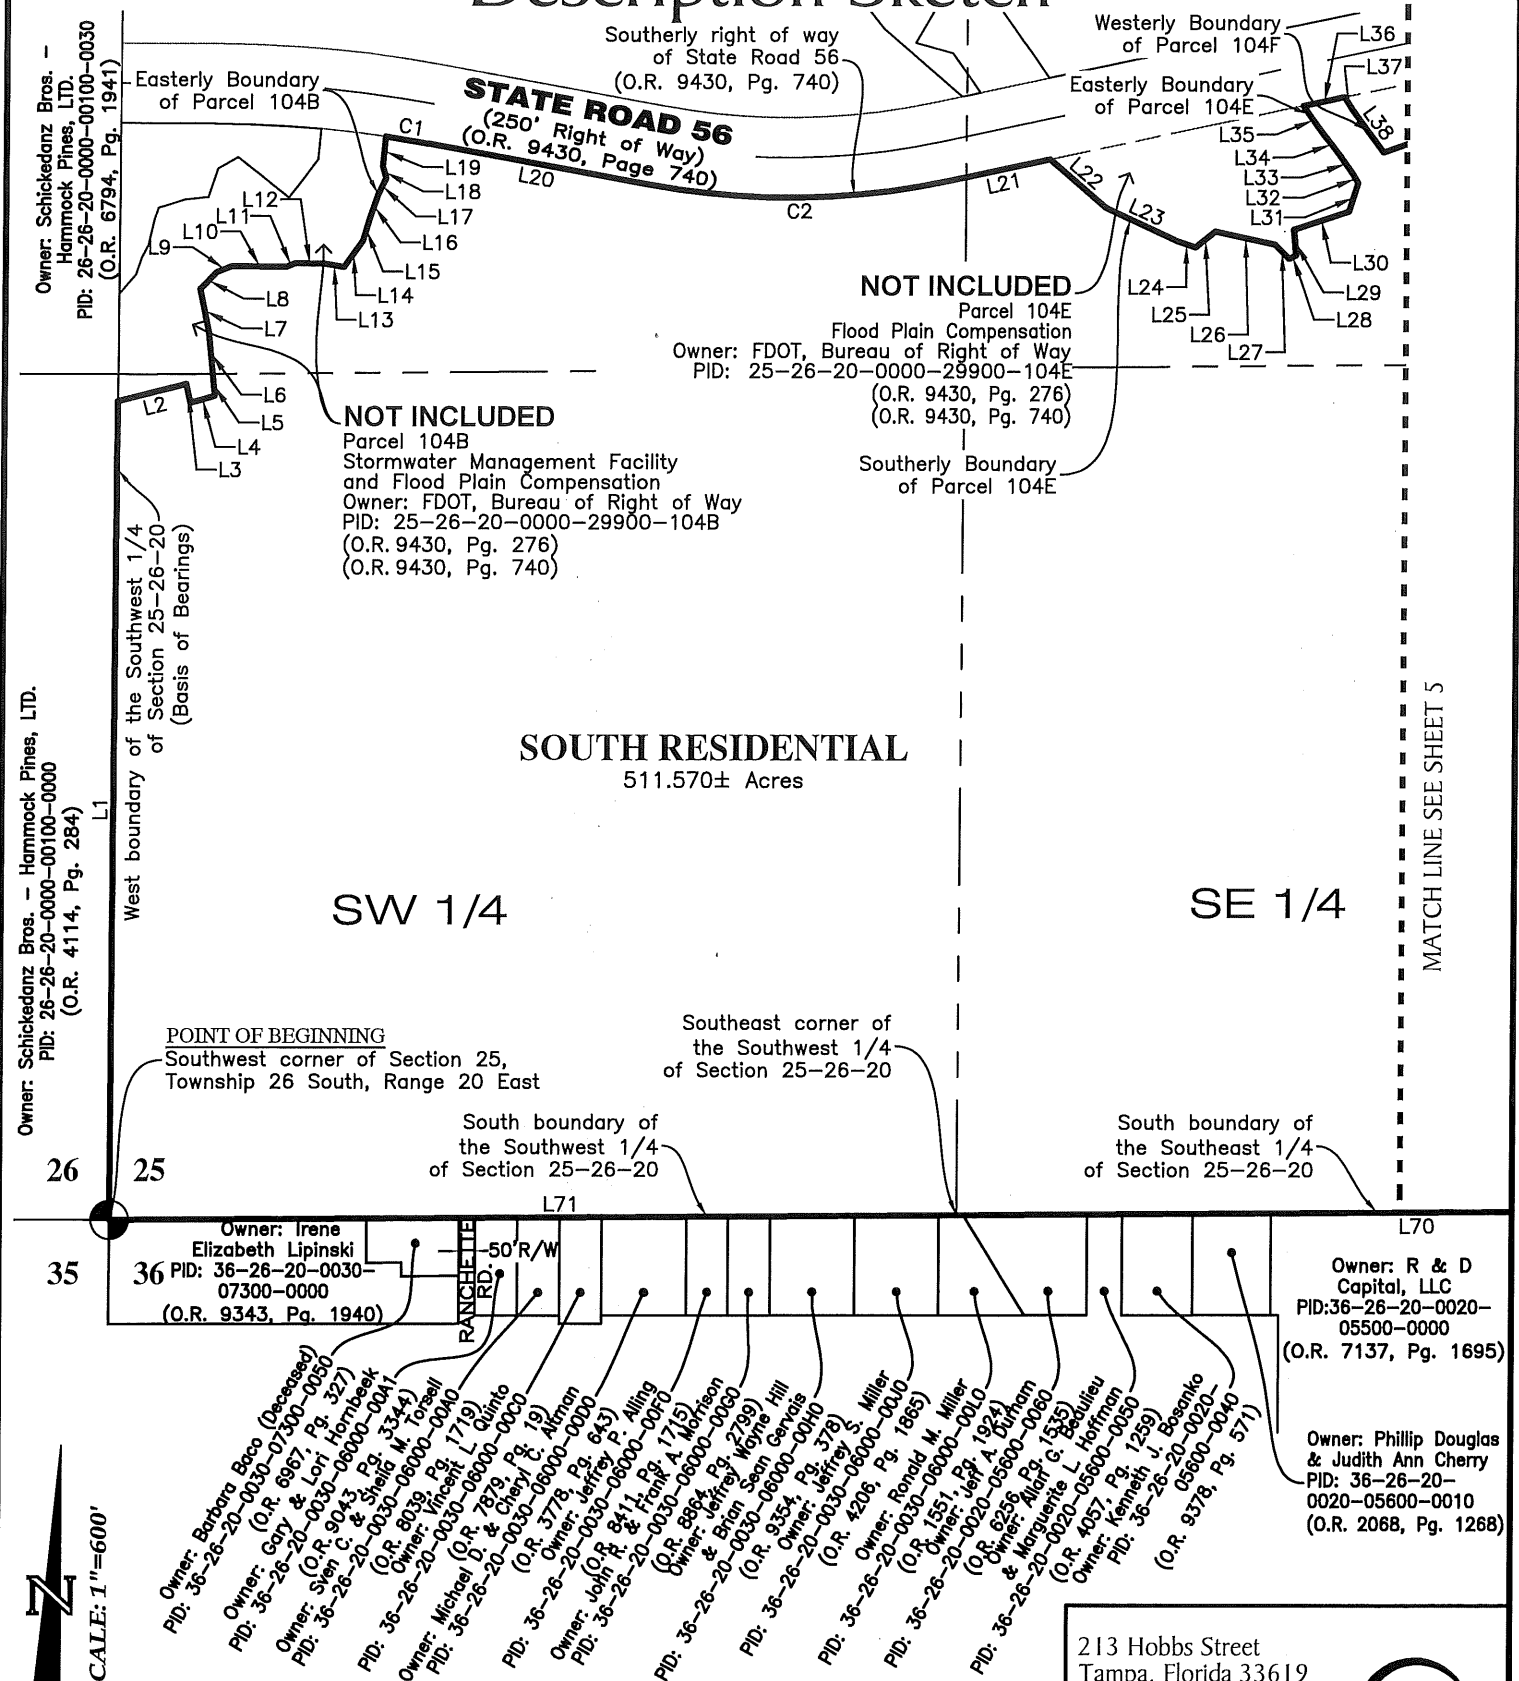 Description Sketch
Owner: Schickedanz Bros. –
Hammock Pines, LTD.
PID: 26-26-20-0000-00100-0030
(O.R. 6794, Pg. 1941)
Easterly Boundary
of Parcel 104B
Southerly right of way
of State Road 56
(O.R. 9430, Pg. 740)
Westerly Boundary
of Parcel 104F
Easterly Boundary
of Parcel 104E
STATE ROAD 56
(250' Right of Way)
(O.R. 9430, Page 740)
C1
L19
L18
L17
L16
L15
L14
L13
L12
L11
L10
L9
L8
L7
L6
L5
L4
L3
L2
L20
C2
L21
L22
L23
L24
L25
L26
L27
L28
L29
L30
L31
L32
L33
L34
L35
L36
L37
L38
NOT INCLUDED
Parcel 104E
Flood Plain Compensation
Owner: FDOT, Bureau of Right of Way
PID: 25-26-20-0000-29900-104E
(O.R. 9430, Pg. 276)
(O.R. 9430, Pg. 740)
Southerly Boundary
of Parcel 104E
NOT INCLUDED
Parcel 104B
Stormwater Management Facility
and Flood Plain Compensation
Owner: FDOT, Bureau of Right of Way
PID: 25-26-20-0000-29900-104B
(O.R. 9430, Pg. 276)
(O.R. 9430, Pg. 740)
West boundary of the Southwest 1/4
of Section 25-26-20
(Basis of Bearings)
L1
Owner: Schickedanz Bros. – Hammock Pines, LTD.
PID: 26-26-20-0000-00100-0000
(O.R. 4114, Pg. 284)
SOUTH RESIDENTIAL
511.570± Acres
SW 1/4
SE 1/4
MATCH LINE SEE SHEET 5
POINT OF BEGINNING
Southwest corner of Section 25,
Township 26 South, Range 20 East
Southeast corner of
the Southwest 1/4
of Section 25-26-20
South boundary of
the Southwest 1/4
of Section 25-26-20
South boundary of
the Southeast 1/4
of Section 25-26-20
26
25
35
36
L71
L70
Owner: Irene
Elizabeth Lipinski
PID: 36-26-20-0030-
07300-0000
(O.R. 9343, Pg. 1940)
RANCHETTE
RD.
50'R/W
Owner: R & D
Capital, LLC
PID:36-26-20-0020-
05500-0000
(O.R. 7137, Pg. 1695)
Owner: Barbara Baco (Deceased)
PID: 36-26-20-0030-07300-0050
(O.R. 6967, Pg. 327)
Owner: Gary & Lori Hornbeek
PID: 36-26-20-0030-06000-00A1
(O.R. 9043, Pg. 3344)
Owner: Sven C. & Sheila M. Torsell
PID: 36-26-20-0030-06000-00A0
(O.R. 8039, Pg. 1719)
Owner: Vincent L. Quinto
PID: 36-26-20-0030-06000-00C0
(O.R. 7879, Pg. 19)
Owner: Michael D. & Cheryl C. Altman
PID: 36-26-20-0030-06000-00D0
(O.R. 3778, Pg. 643)
Owner: Jeffrey P. Alling
PID: 36-26-20-0030-06000-00F0
(O.R. 8411, Pg. 1715)
Owner: John R. & Frank A. Morrison
PID: 36-26-20-0030-06000-00G0
(O.R. 8864, Pg. 2799)
Owner: Jeffrey Wayne Hill
& Brian Sean Gervais
PID: 36-26-20-0030-06000-00H0
(O.R. 9354, Pg. 378)
Owner: Jeffrey S. Miller
PID: 36-26-20-0030-06000-00J0
(O.R. 4206, Pg. 1865)
Owner: Ronald M. Miller
PID: 36-26-20-0030-06000-00L0
(O.R. 1551, Pg. 1924)
Owner: Jeff A. Durham
PID: 36-26-20-0020-05600-0060
(O.R. 6256, Pg. 1535)
Owner: Allan C. Beaulieu
& Marguerite L. Hoffman
PID: 36-26-20-0020-05600-0050
(O.R. 4057, Pg. 1259)
Owner: Kenneth J. Bosanko
PID: 36-26-20-0020-
05600-0040
(O.R. 9378, Pg. 571)
Owner: Phillip Douglas
& Judith Ann Cherry
PID: 36-26-20-
0020-05600-0010
(O.R. 2068, Pg. 1268)
N
CALE: 1"=600'
213 Hobbs Street
Tampa, Florida 33619